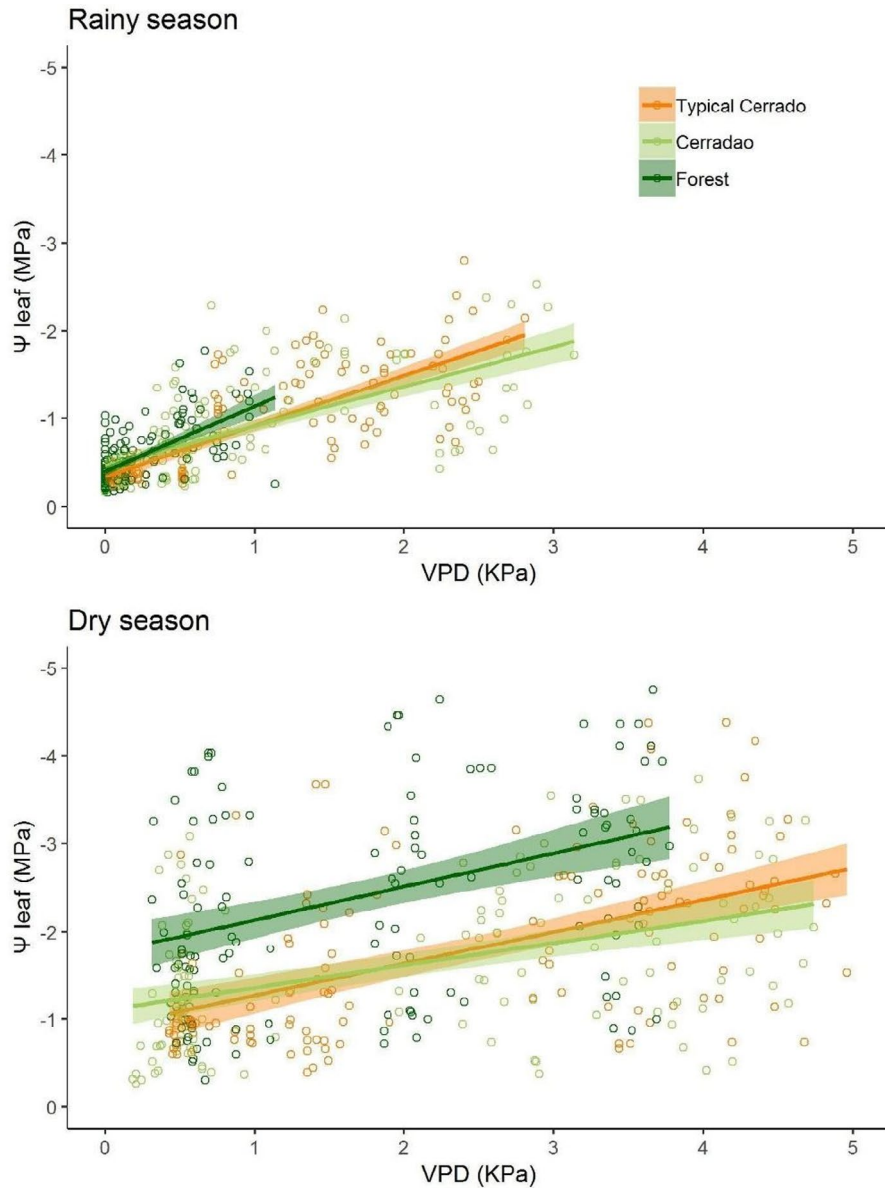 Rainy season
-5
-4
-3
-2
-1
0
Ψ leaf (MPa)
Typical Cerrado
Cerradao
Forest
0 1 2 3 4 5
VPD (KPa)
Dry season
-5
-4
-3
-2
-1
0
Ψ leaf (MPa)
0 1 2 3 4 5
VPD (KPa)